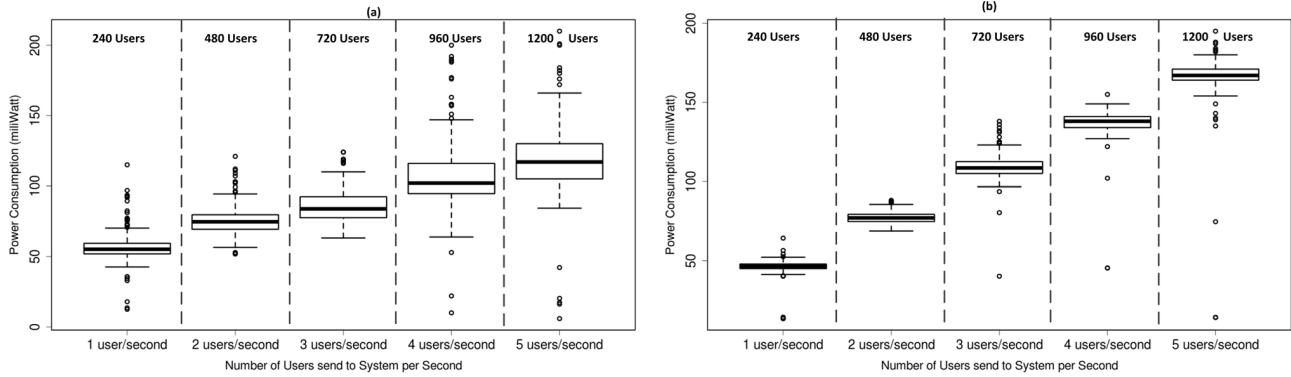 (a)
240 Users
480 Users
720 Users
960 Users
1200 Users
Power Consumption (miliWatt)
200
150
100
50
0
1 user/second
2 users/second
3 users/second
4 users/second
5 users/second
Number of Users send to System per Second
(b)
240 Users
480 Users
720 Users
960 Users
1200 Users
Power Consumption (miliWatt)
200
150
100
50
1 user/second
2 users/second
3 users/second
4 users/second
5 users/second
Number of Users send to System per Second